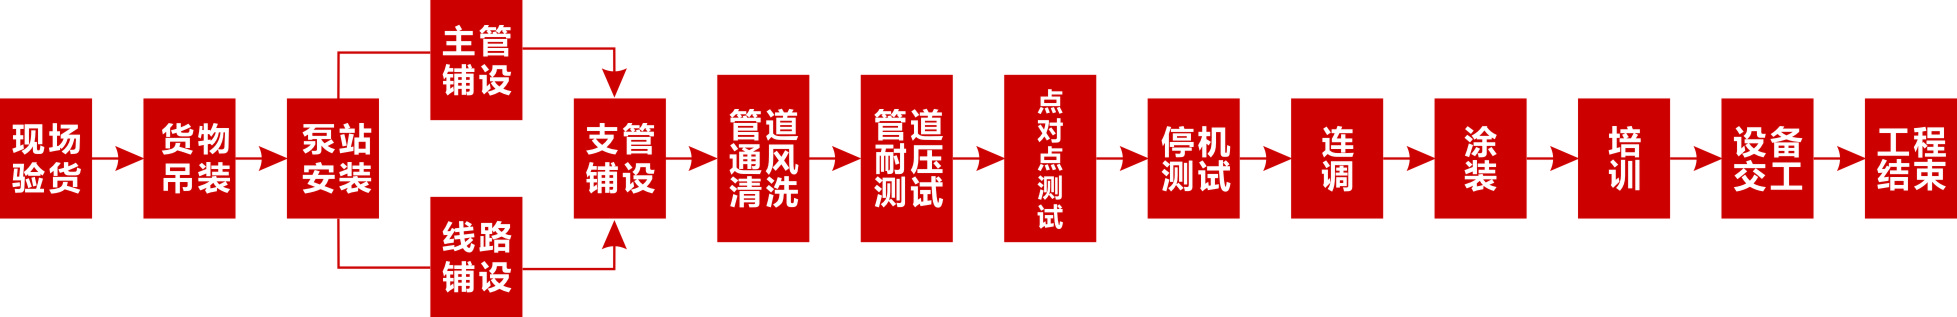 现场
验货
货物
吊装
泵站
安装
主管
铺设
线路
铺设
支管
铺设
管道
通风
清洗
管道
耐压
测试
点
对
点
测
试
停机
测试
连
调
涂
装
培
训
设备
交工
工程
结束